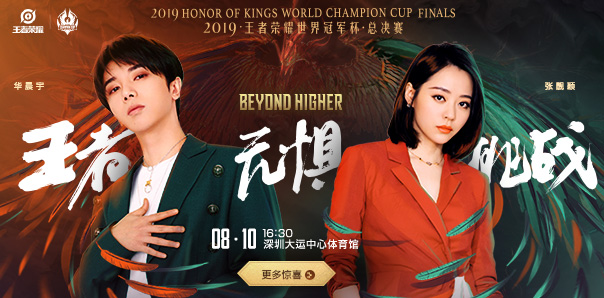 2019 HONOR OF KINGS WORLD CHAMPION CUP FINALS
2019·王者荣耀世界冠军杯·总决赛
王者荣耀
华晨宇
张靓颖
BEYOND HIGHER
王者 无惧 挑战
08·10 16:30
深圳大运中心体育馆
更多惊喜